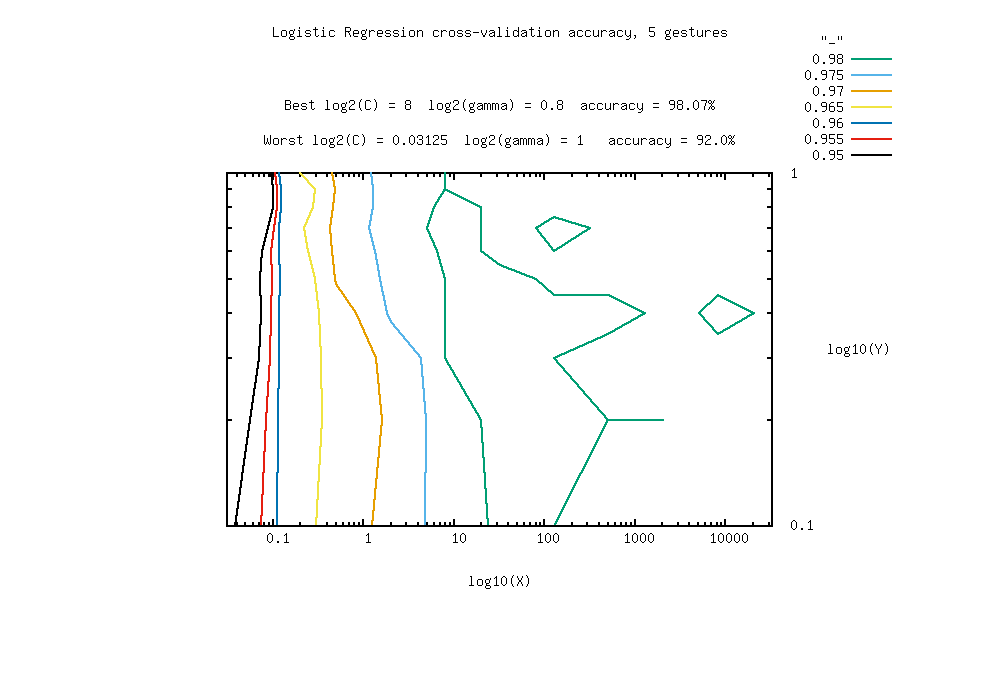 Logistic Regression cross-validation accuracy, 5 gestures
"_"
0.98
0.975
0.97
0.965
0.96
0.955
0.95
Best log2(C) = 8  log2(gamma) = 0.8  accuracy = 98.07%
Worst log2(C) = 0.03125  log2(gamma) = 1   accuracy = 92.0%
1
log10(Y)
0.1
0.1 1 10 100 1000 10000
log10(X)